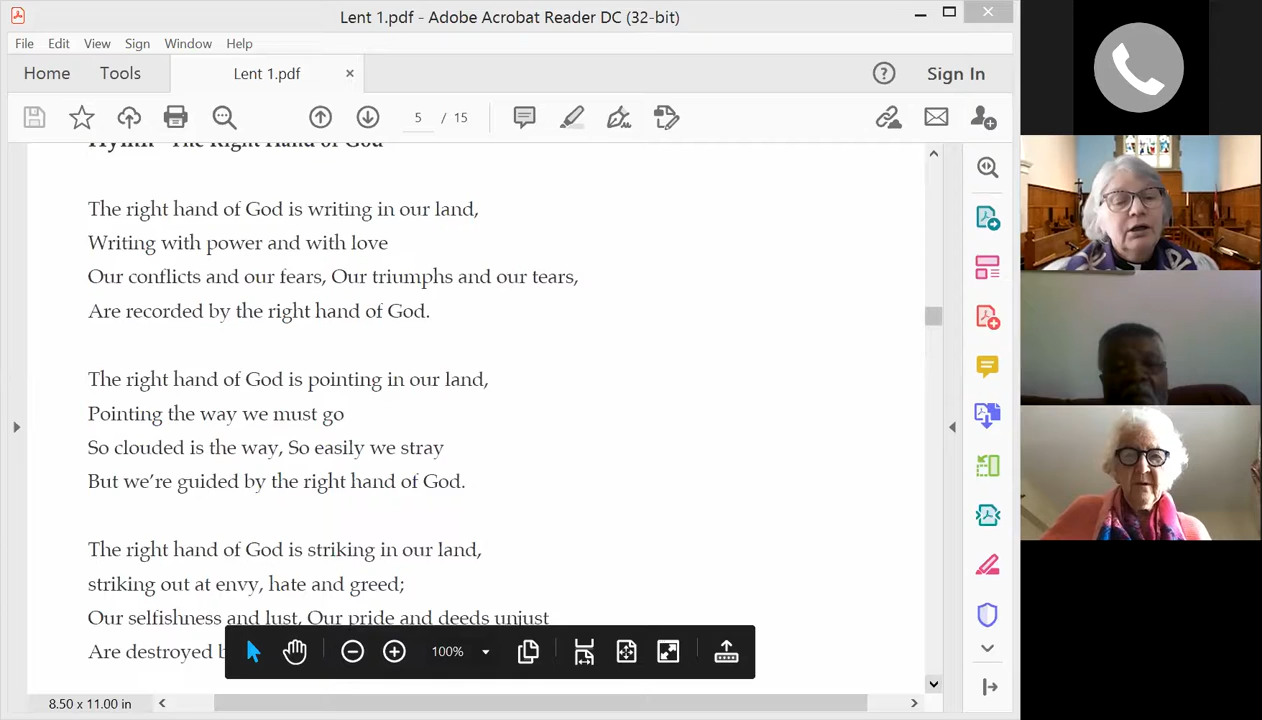 Lent 1.pdf - Adobe Acrobat Reader DC (32-bit)
File Edit View Sign Window Help
Home Tools Lent 1.pdf × Sign In
5 / 15
Hymn The Right Hand of God
The right hand of God is writing in our land,
Writing with power and with love
Our conflicts and our fears, Our triumphs and our tears,
Are recorded by the right hand of God.
The right hand of God is pointing in our land,
Pointing the way we must go
So clouded is the way, So easily we stray
But we're guided by the right hand of God.
The right hand of God is striking in our land,
striking out at envy, hate and greed;
Our selfishness and lust, Our pride and deeds unjust
Are destroyed
100%
8.50 x 11.00 in